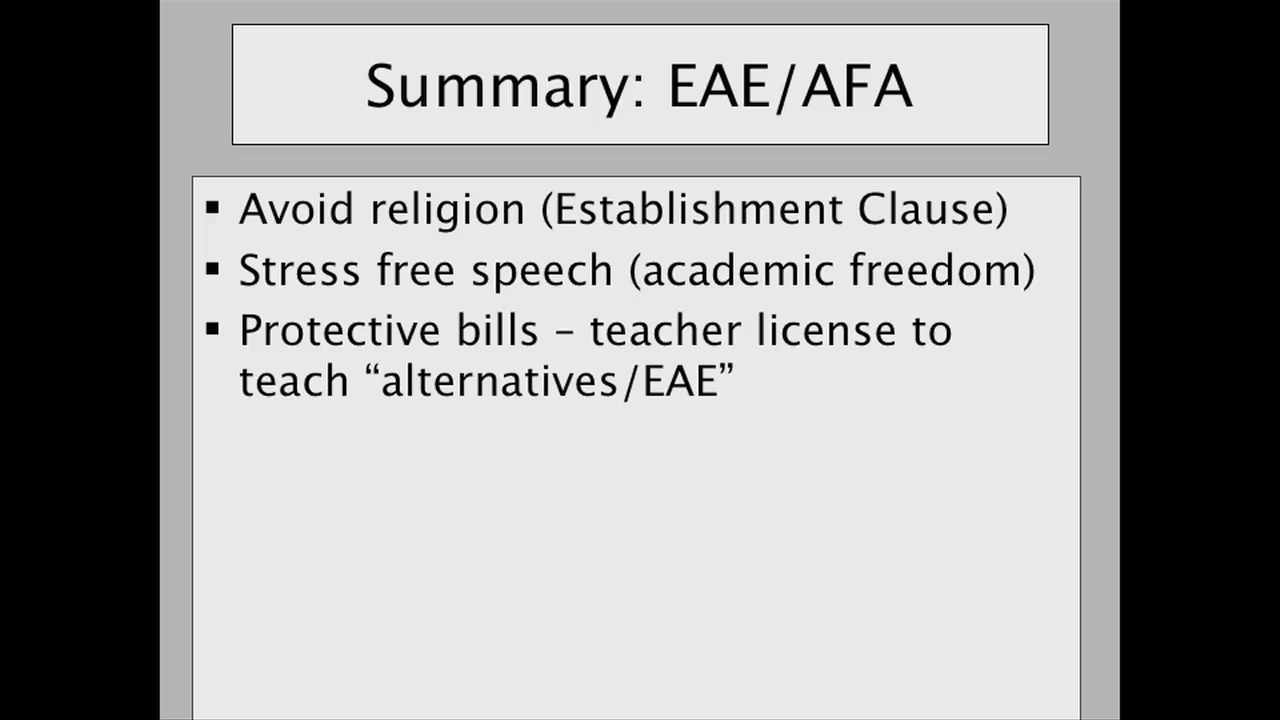 Summary: EAE/AFA
▪ Avoid religion (Establishment Clause)
▪ Stress free speech (academic freedom)
▪ Protective bills – teacher license to
teach “alternatives/EAE”